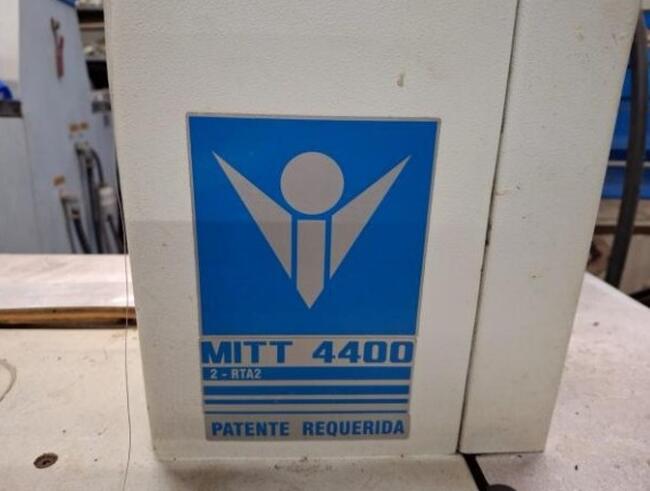 MITT 4400
2 - RTA2
PATENTE REQUERIDA